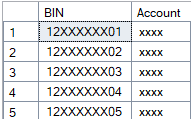 BIN Account
1 12XXXXXX01 xxxx
2 12XXXXXX02 xxxx
3 12XXXXXX03 xxxx
4 12XXXXXX04 xxxx
5 12XXXXXX05 xxxx